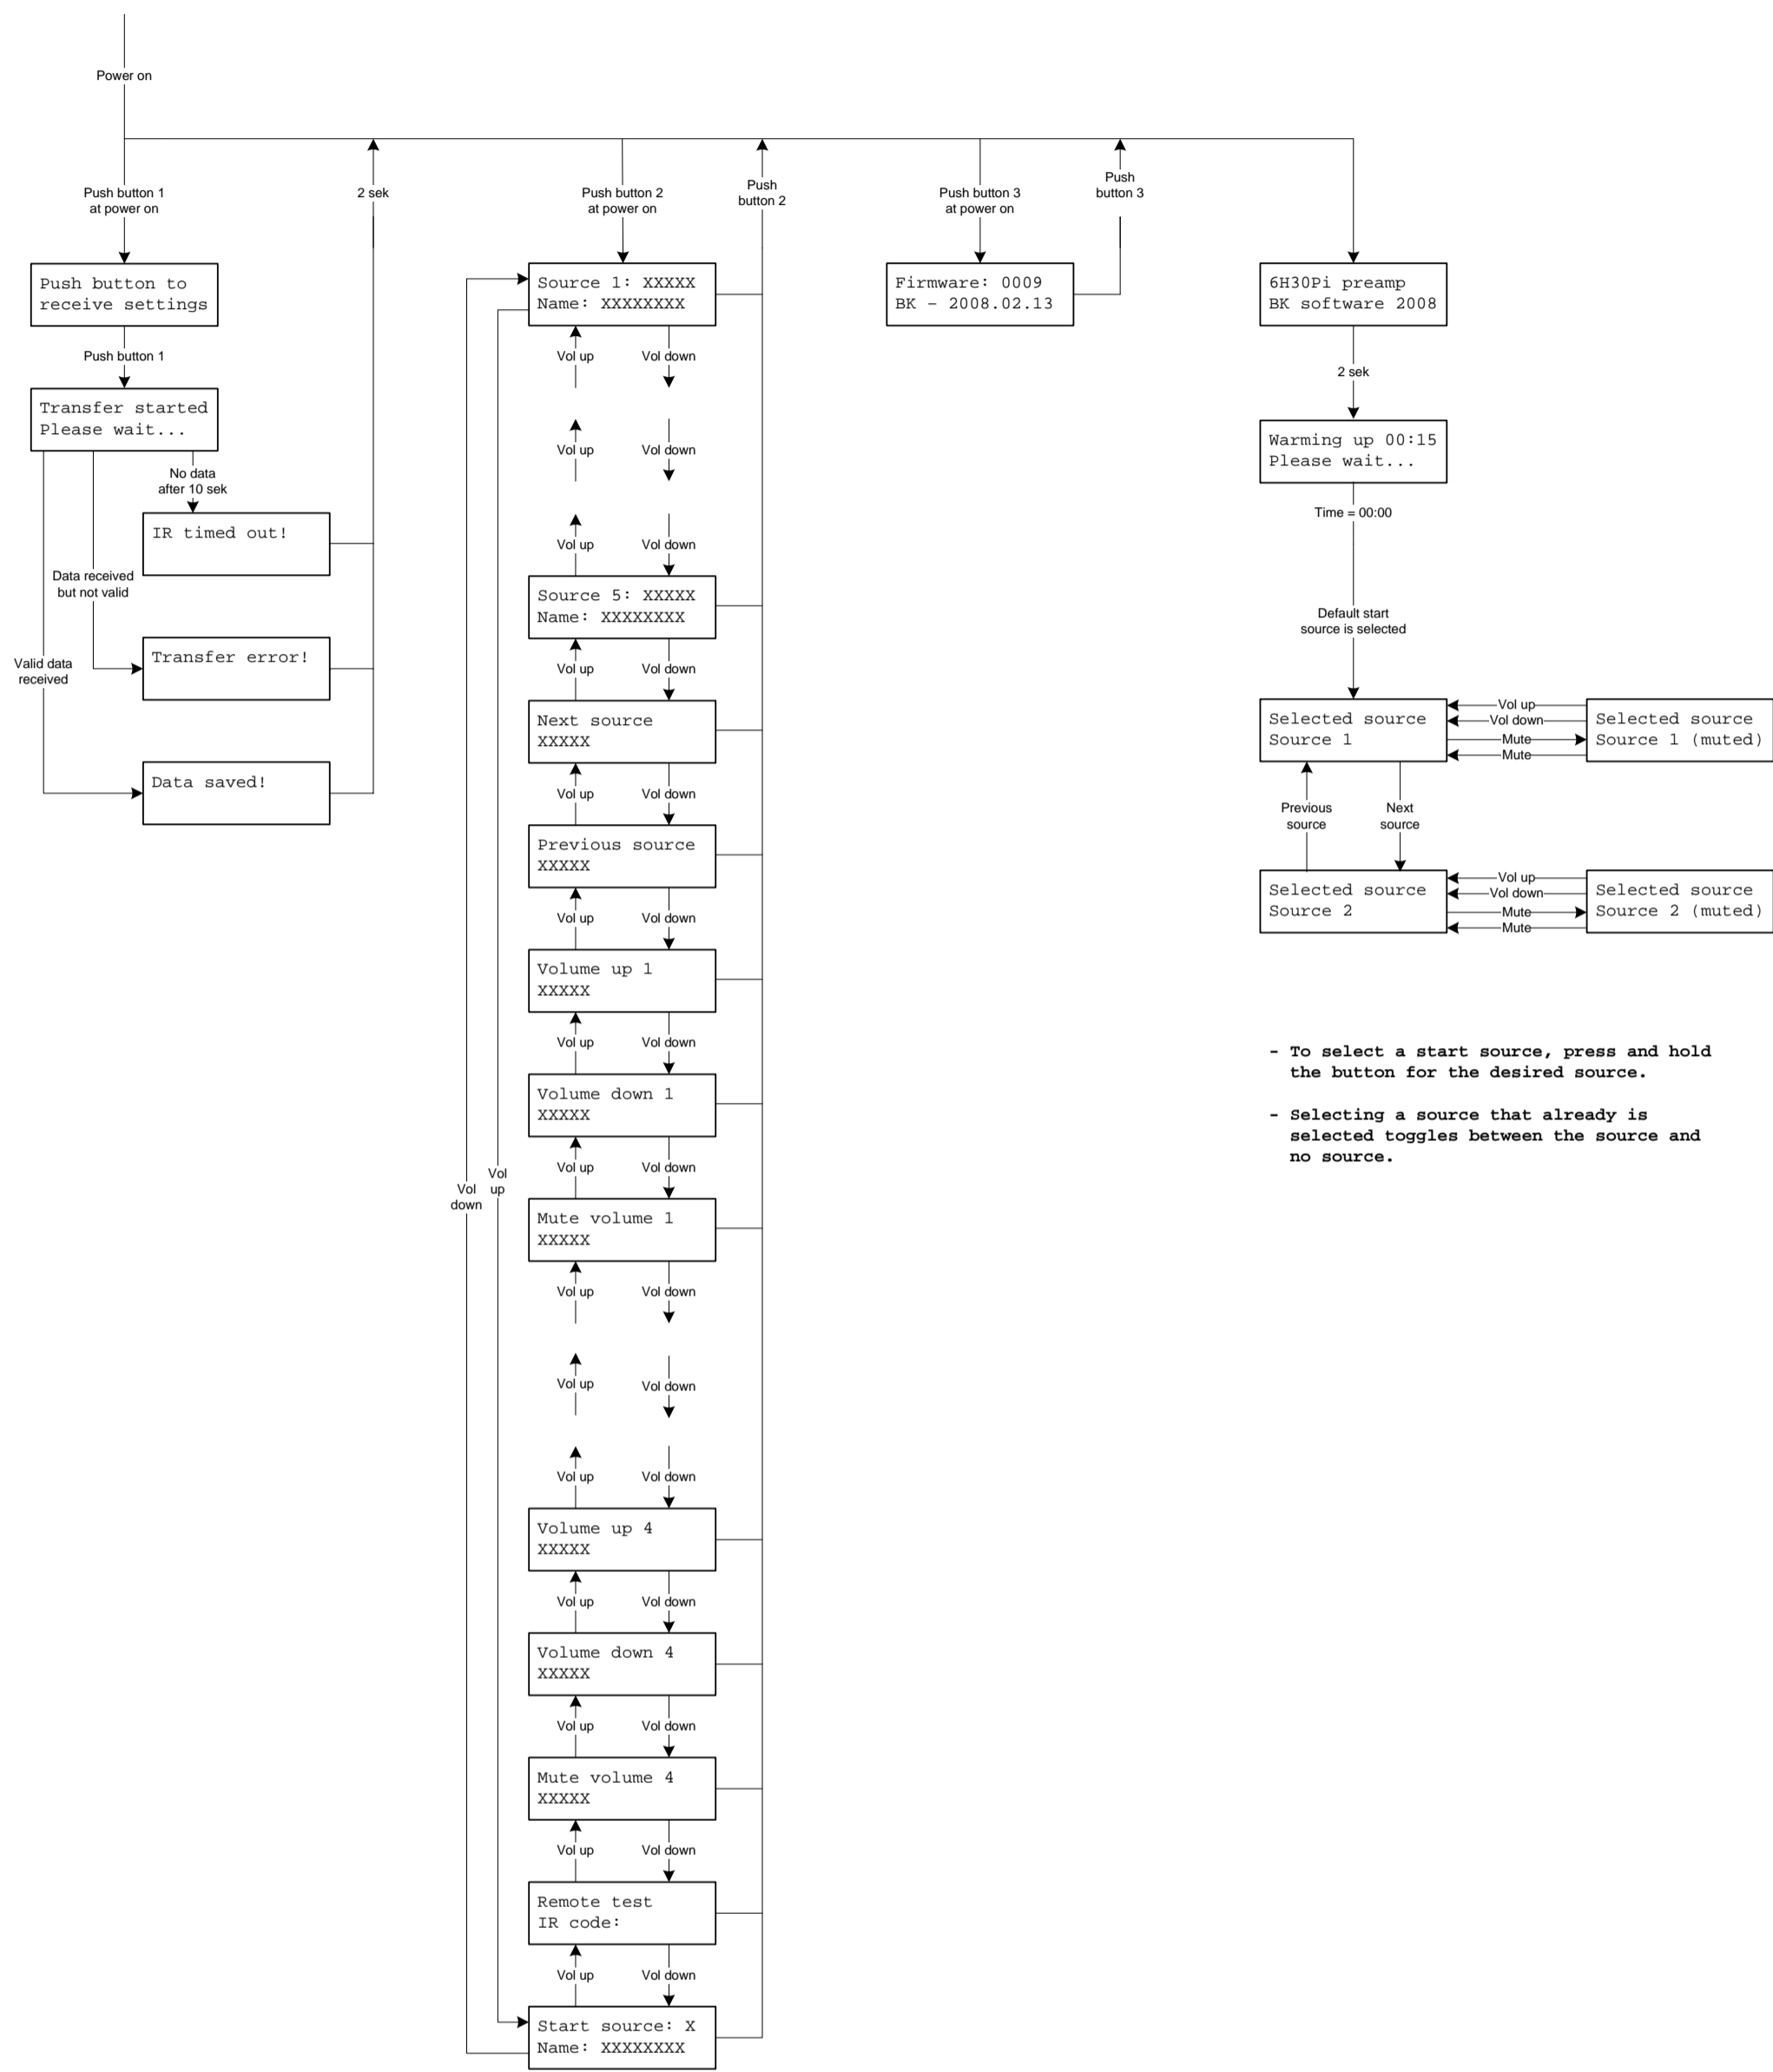 Power on
Push button 1
at power on
2 sek
Push button 2
at power on
Push
button 2
Push button 3
at power on
Push
button 3
Push button to
receive settings
Push button 1
Transfer started
Please wait...
No data
after 10 sek
IR timed out!
Data received
but not valid
Transfer error!
Valid data
received
Data saved!
Source 1: XXXXX
Name: XXXXXXXX
Vol up
Vol down
Vol up
Vol down
Vol up
Vol down
Source 5: XXXXX
Name: XXXXXXXX
Vol up
Vol down
Next source
XXXXX
Vol up
Vol down
Previous source
XXXXX
Vol up
Vol down
Volume up 1
XXXXX
Vol up
Vol down
Volume down 1
XXXXX
Vol up
Vol down
Vol
down
Vol
up
Mute volume 1
XXXXX
Vol up
Vol down
Vol up
Vol down
Vol up
Vol down
Volume up 4
XXXXX
Vol up
Vol down
Volume down 4
XXXXX
Vol up
Vol down
Mute volume 4
XXXXX
Vol up
Vol down
Remote test
IR code:
Vol up
Vol down
Start source: X
Name: XXXXXXXX
Firmware: 0009
BK - 2008.02.13
6H30Pi preamp
BK software 2008
2 sek
Warming up 00:15
Please wait...
Time = 00:00
Default start
source is selected
Selected source
Source 1
Vol up
Vol down
Mute
Mute
Selected source
Source 1 (muted)
Previous
source
Next
source
Selected source
Source 2
Vol up
Vol down
Mute
Mute
Selected source
Source 2 (muted)
- To select a start source, press and hold
the button for the desired source.
- Selecting a source that already is
selected toggles between the source and
no source.